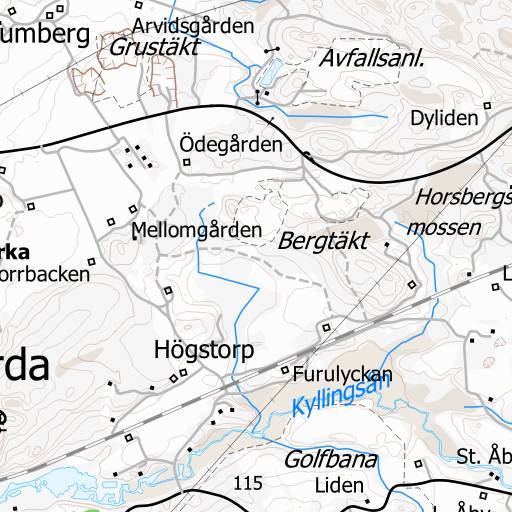 Arvidsgården
umberg
Grustäkt
Avfallsanl.
Dyliden
Ödegården
Horsbergs
mossen
Mellomgården
Bergtäkt
rka
orrbacken
L
Högstorp
rda
Furulyckan
Kyllingsån
Golfbana
St. Åb
115
Liden